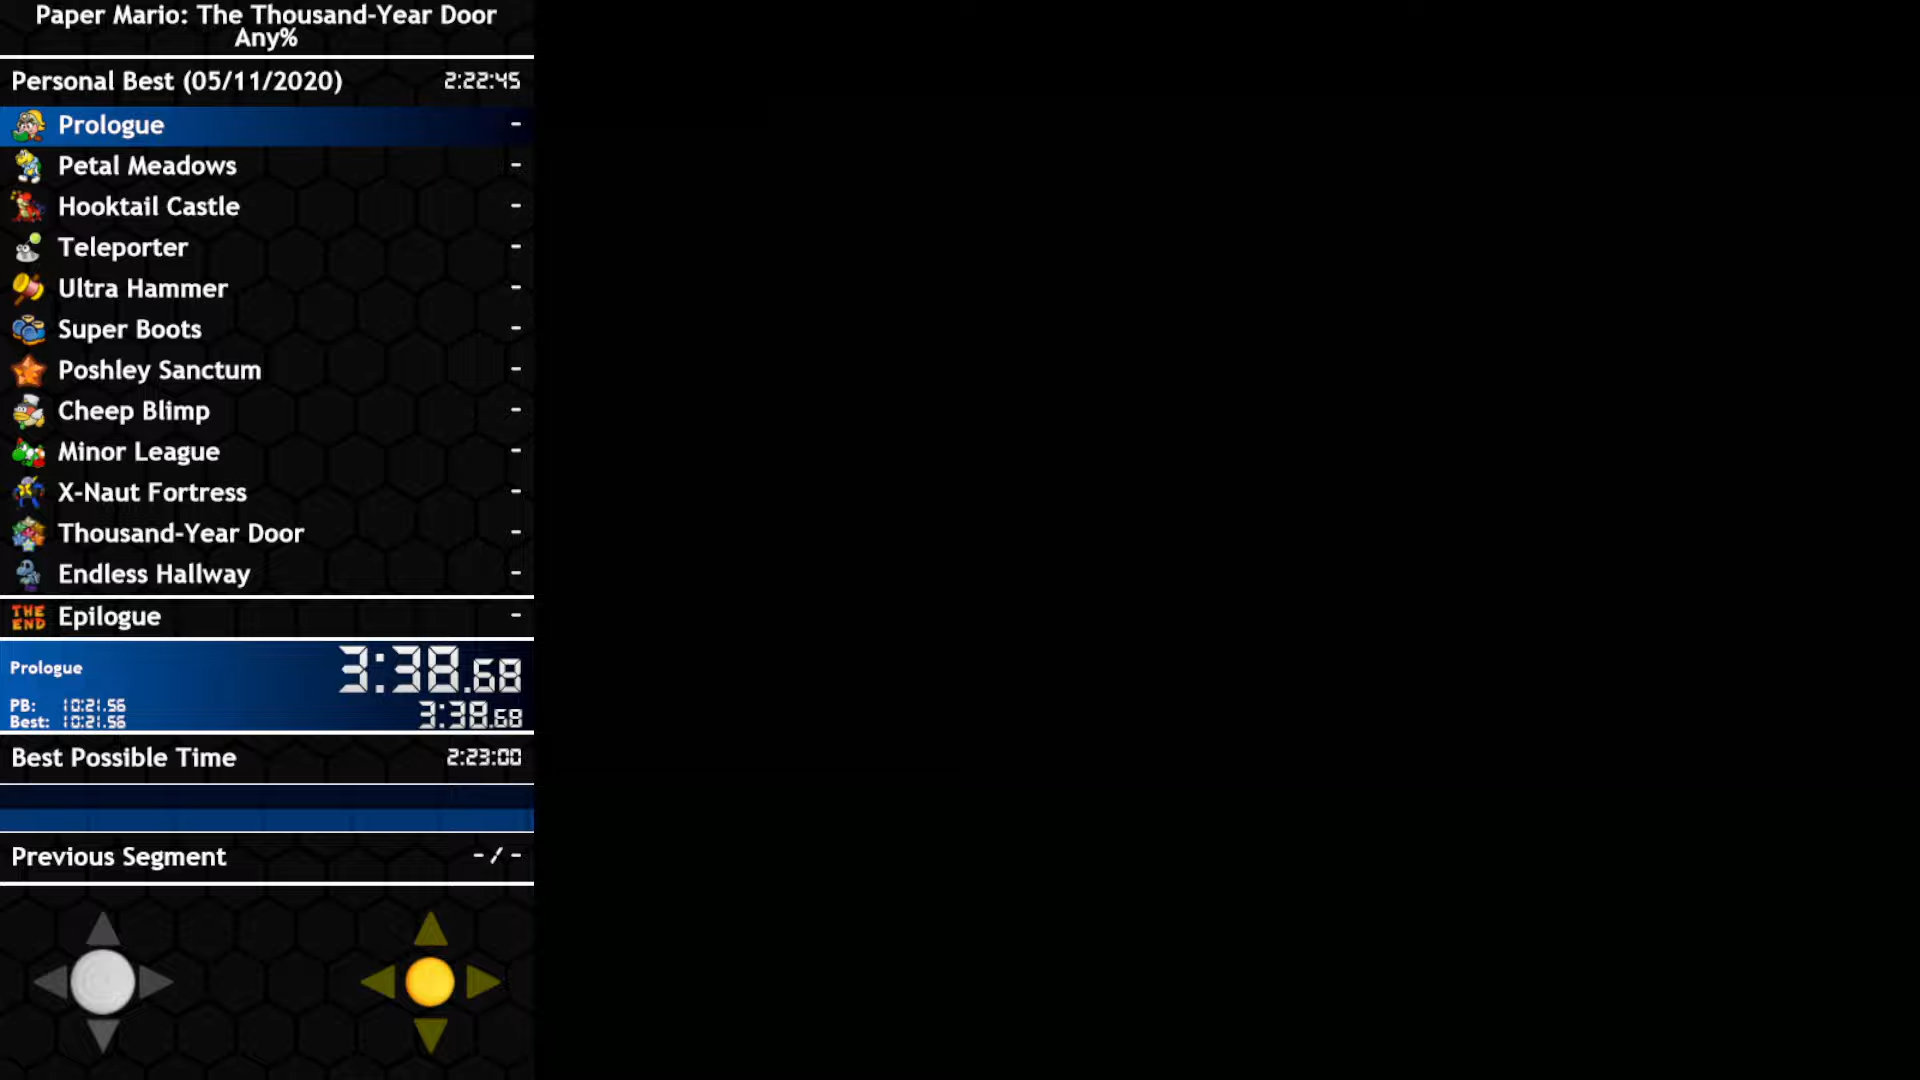 Paper Mario: The Thousand-Year Door
Any%
Personal Best (05/11/2020) 2:22:45
Prologue -
Petal Meadows -
Hooktail Castle -
Teleporter -
Ultra Hammer -
Super Boots -
Poshley Sanctum -
Cheep Blimp -
Minor League -
X-Naut Fortress -
Thousand-Year Door -
Endless Hallway -
THE END Epilogue -
Prologue 3:38.68
PB: 10:21.56
Best: 10:21.56 3:38.68
Best Possible Time 2:23:00
Previous Segment - / -